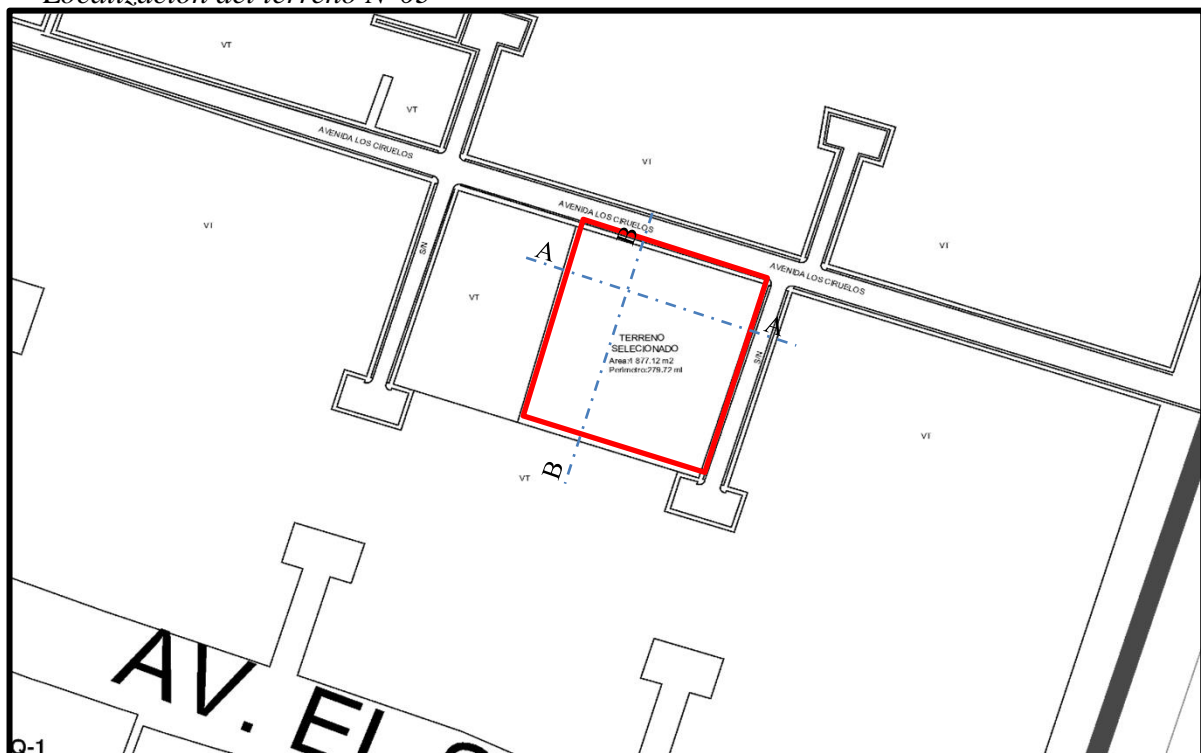 Localización del terreno N°03
VT
VT
AVENIDA LOS CIRUELOS
VI
AVENIDA LOS CIRUELOS
VI
B
VI
A
AVENIDA LOS CIRUELOS
S/N
VT
A
TERRENO
SELECIONADO
Area:1 877.12 m2
Perimetro:279.72 ml
S/N
VI
B
VT
AV. EL
Q-1